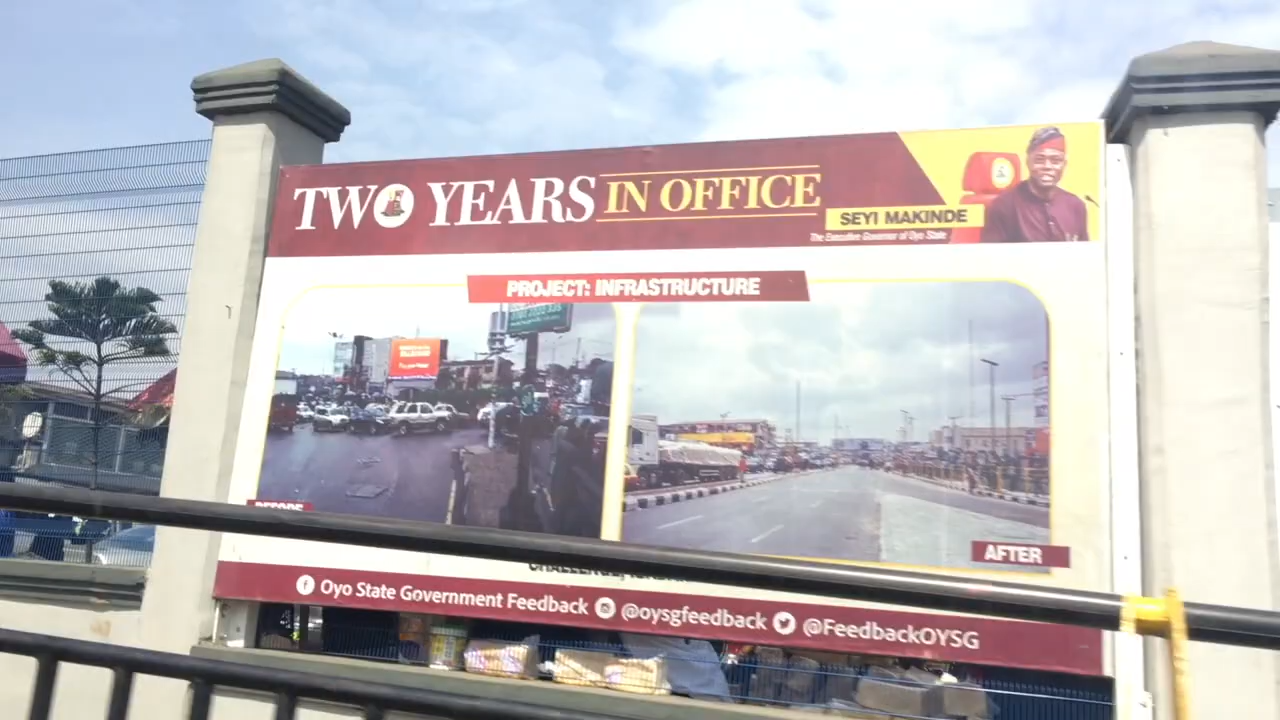 TWO YEARS IN OFFICE
SEYI MAKINDE
The Executive Governor of Oyo State
PROJECT: INFRASTRUCTURE
BEFORE
AFTER
Oyo State Government Feedback @oysgfeedback @FeedbackOYSG